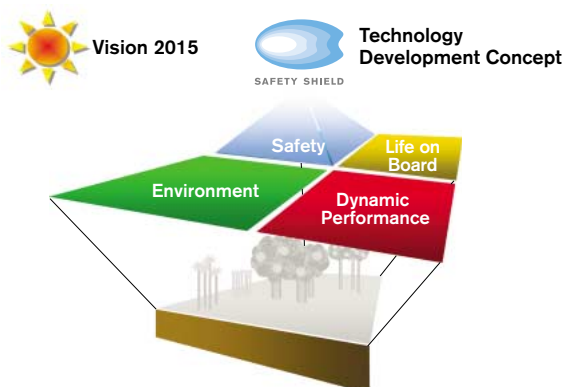 Vision 2015
Technology
Development Concept
SAFETY SHIELD
Safety
Life on
Board
Environment
Dynamic
Performance